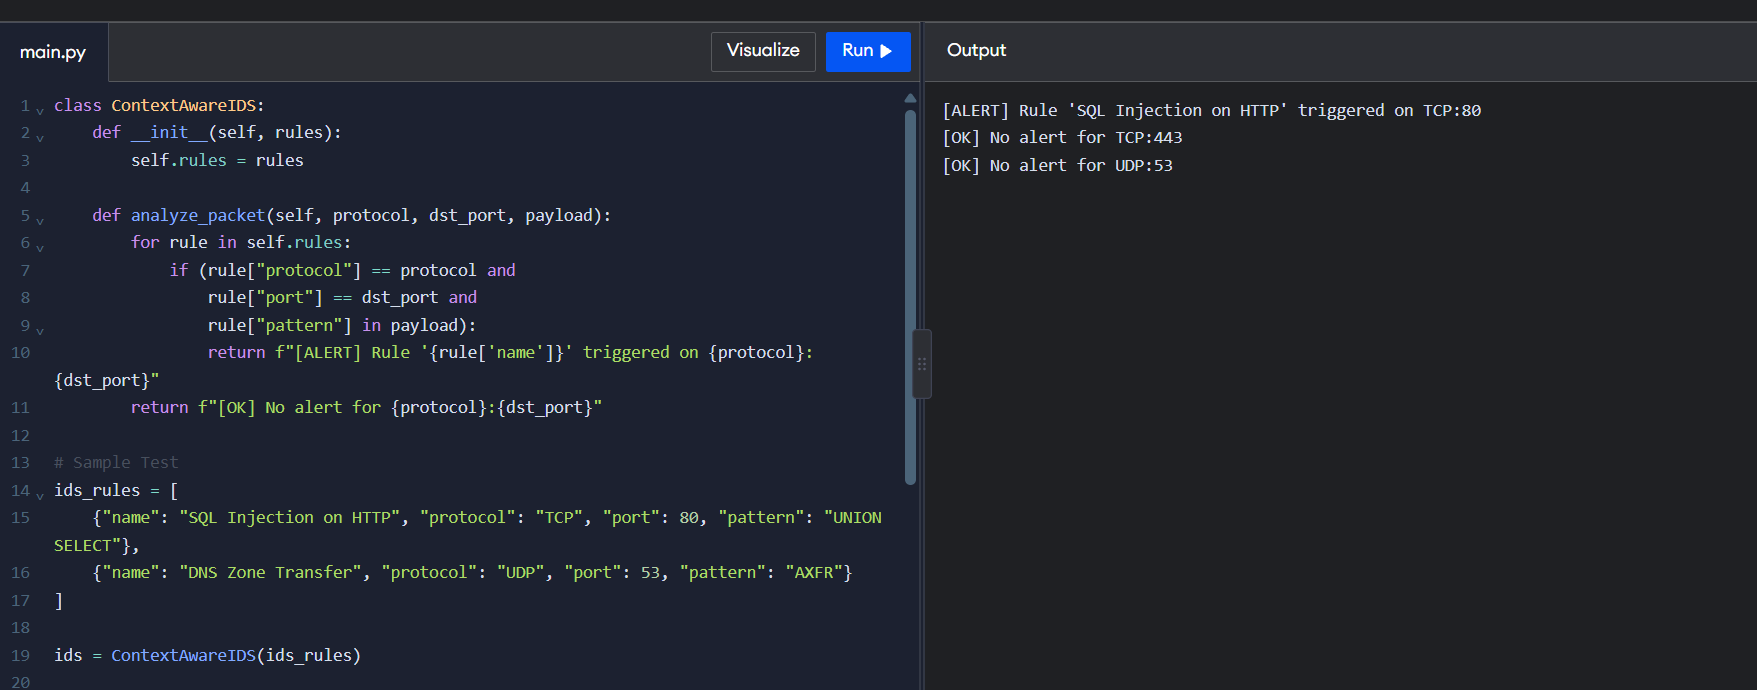 main.py
Visualize
Run
Output
1 class ContextAwareIDS:
2     def __init__(self, rules):
3         self.rules = rules
4
5     def analyze_packet(self, protocol, dst_port, payload):
6         for rule in self.rules:
7             if (rule["protocol"] == protocol and
8                 rule["port"] == dst_port and
9                 rule["pattern"] in payload):
10                 return f"[ALERT] Rule '{rule['name']}' triggered on {protocol}:
{dst_port}"
11         return f"[OK] No alert for {protocol}:{dst_port}"
12
13 # Sample Test
14 ids_rules = [
15     {"name": "SQL Injection on HTTP", "protocol": "TCP", "port": 80, "pattern": "UNION
SELECT"},
16     {"name": "DNS Zone Transfer", "protocol": "UDP", "port": 53, "pattern": "AXFR"}
17 ]
18
19 ids = ContextAwareIDS(ids_rules)
20
[ALERT] Rule 'SQL Injection on HTTP' triggered on TCP:80
[OK] No alert for TCP:443
[OK] No alert for UDP:53